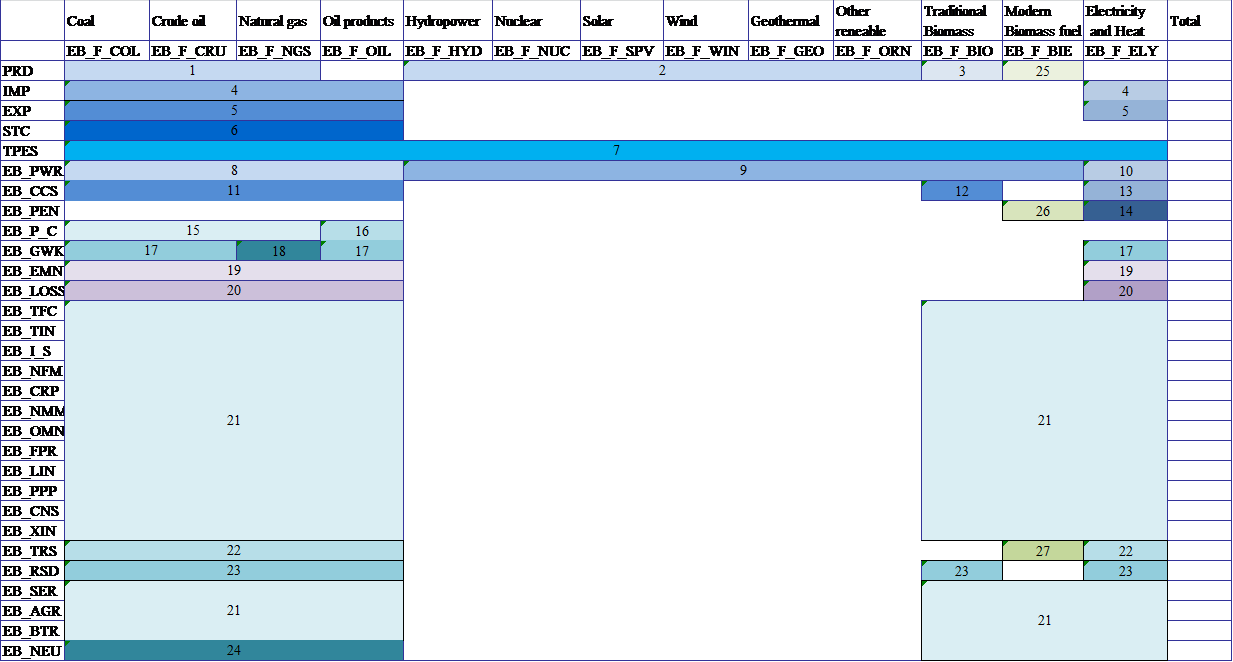 Coal Crude oil Natural gas Oil products Hydropower Nuclear Solar Wind Geothermal Other reneable Traditional Biomass Modern Biomass fuel Electricity and Heat Total
EB_F_COL EB_F_CRU EB_F_NGS EB_F_OIL EB_F_HYD EB_F_NUC EB_F_SPV EB_F_WIN EB_F_GEO EB_F_ORN EB_F_BIO EB_F_BIE EB_F_ELY
PRD 1 2 3 25
IMP 4 4
EXP 5 5
STC 6
TPES 7
EB_PWR 8 9 10
EB_CCS 11 12 13
EB_PEN 26 14
EB_P_C 15 16
EB_GWK 17 18 17 17
EB_EMN 19 19
EB_LOSS 20 20
EB_TFC
EB_TIN
EB_I_S
EB_NFM
EB_CRP
EB_NMM
21 21
EB_OMN
EB_FPR
EB_LIN
EB_PPP
EB_CNS
EB_XIN
EB_TRS 22 27 22
EB_RSD 23 23 23
EB_SER
EB_AGR 21
21
EB_BTR
EB_NEU 24